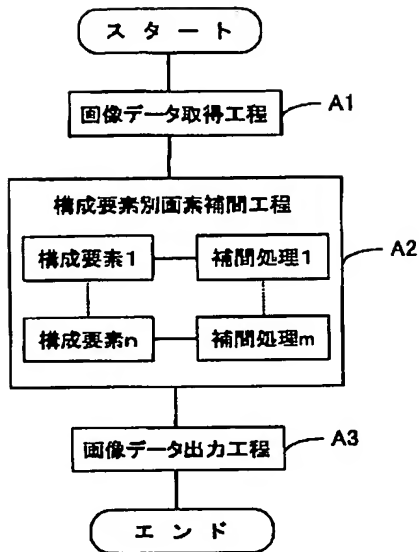 スタート
画像データ取得工程
A1
構成要素別画素補間工程
A2
構成要素1
補間処理1
構成要素n
補間処理m
画像データ出力工程
A3
エンド